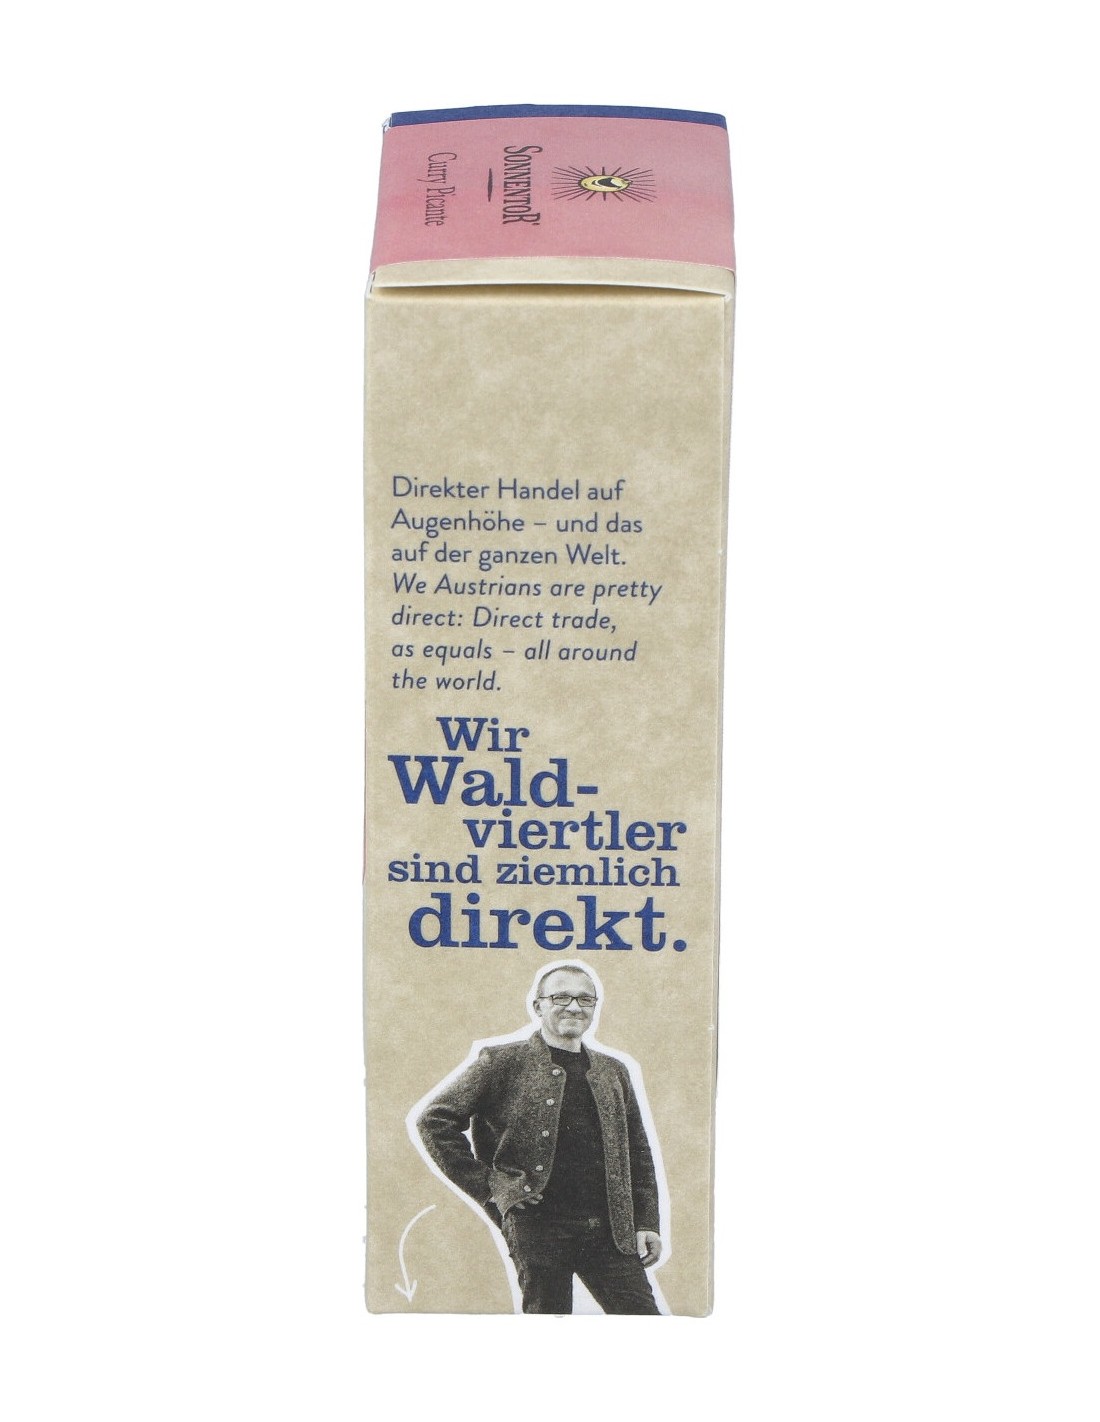 SONNENTOR
Curry Picante
Direkter Handel auf
Augenhöhe – und das
auf der ganzen Welt.
We Austrians are pretty
direct: Direct trade,
as equals – all around
the world.
Wir
Wald-
viertler
sind ziemlich
direkt.